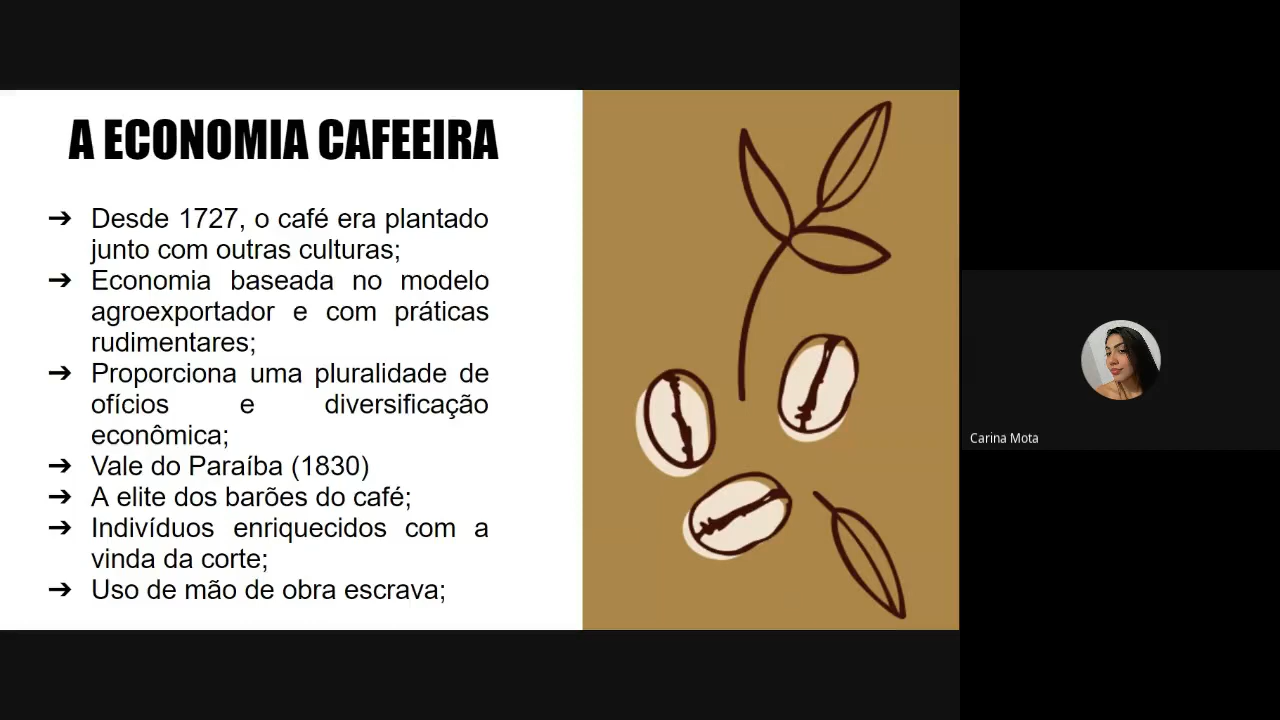 A ECONOMIA CAFEEIRA
➔ Desde 1727, o café era plantado
junto com outras culturas;
➔ Economia baseada no modelo
agroexportador e com práticas
rudimentares;
➔ Proporciona uma pluralidade de
ofícios e diversificação
econômica;
➔ Vale do Paraíba (1830)
➔ A elite dos barões do café;
➔ Indivíduos enriquecidos com a
vinda da corte;
➔ Uso de mão de obra escrava;
Carina Mota